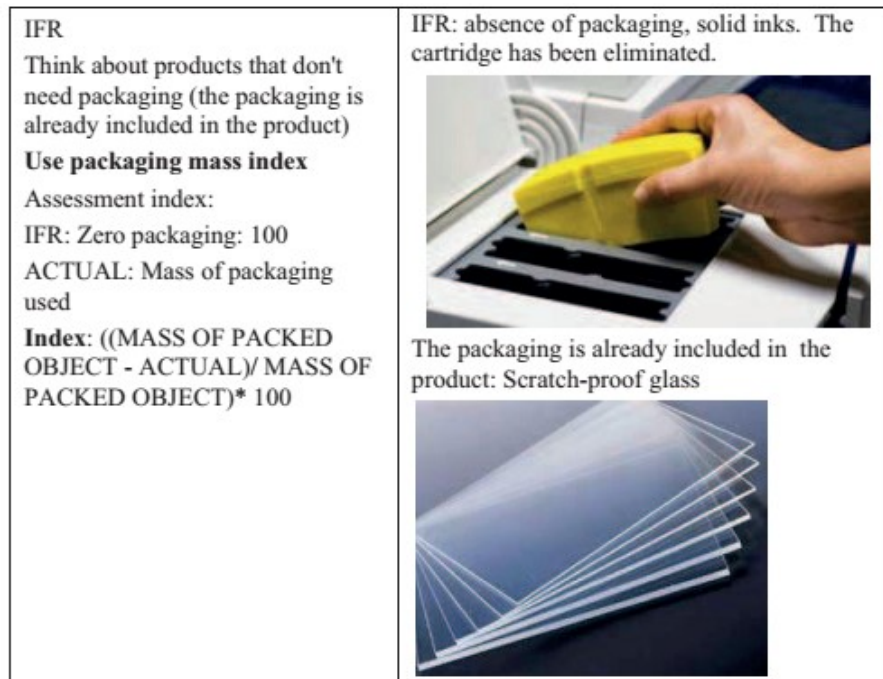 IFR
Think about products that don't
need packaging (the packaging is
already included in the product)
Use packaging mass index
Assessment index:
IFR: Zero packaging: 100
ACTUAL: Mass of packaging
used
Index: ((MASS OF PACKED
OBJECT - ACTUAL)/ MASS OF
PACKED OBJECT)* 100
IFR: absence of packaging, solid inks. The
cartridge has been eliminated.
The packaging is already included in the
product: Scratch-proof glass